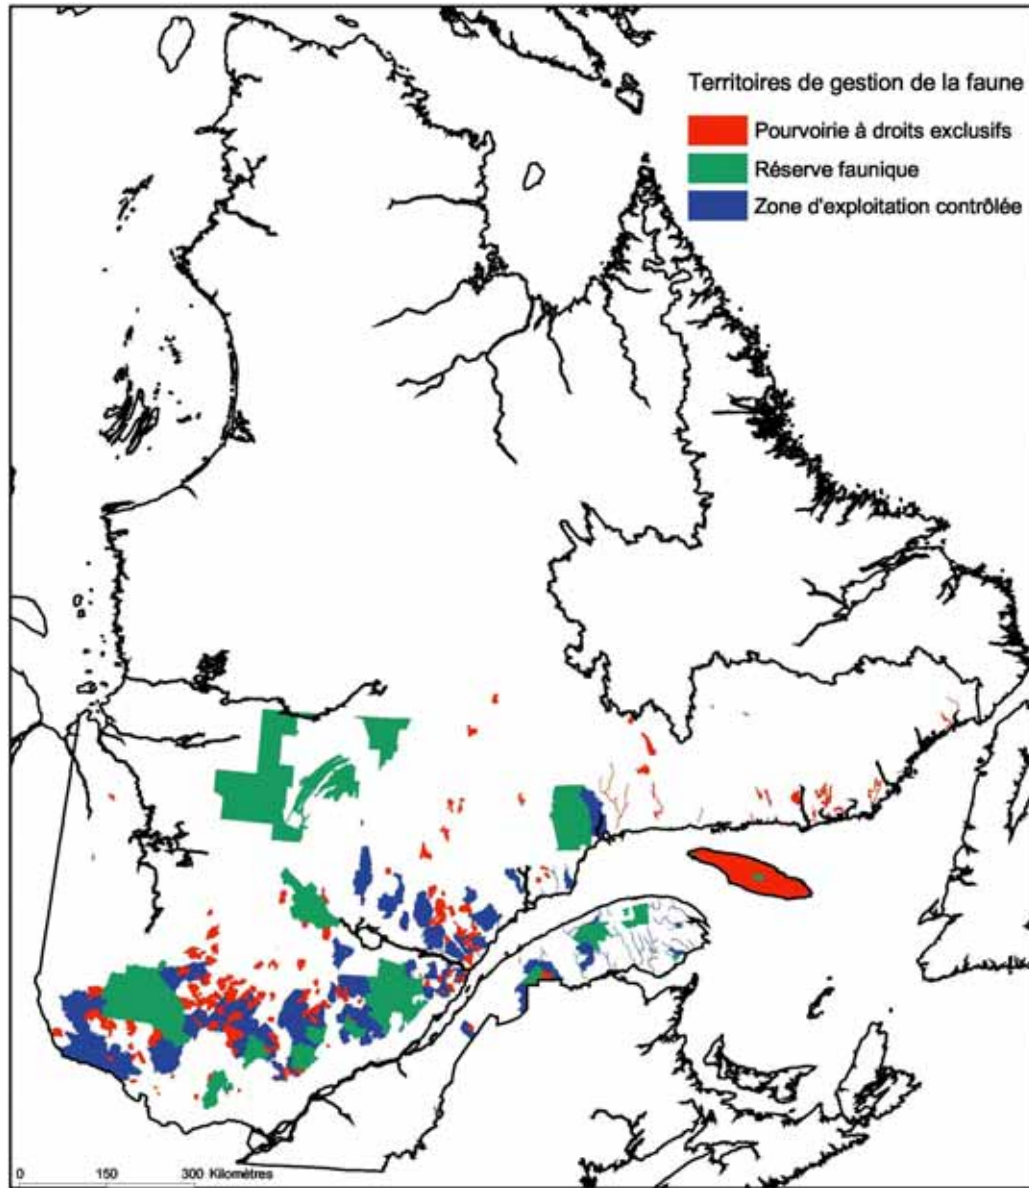 Territoires de gestion de la faune
Pourvoirie à droits exclusifs
Réserve faunique
Zone d'exploitation contrôlée
0 150 300 Kilomètres